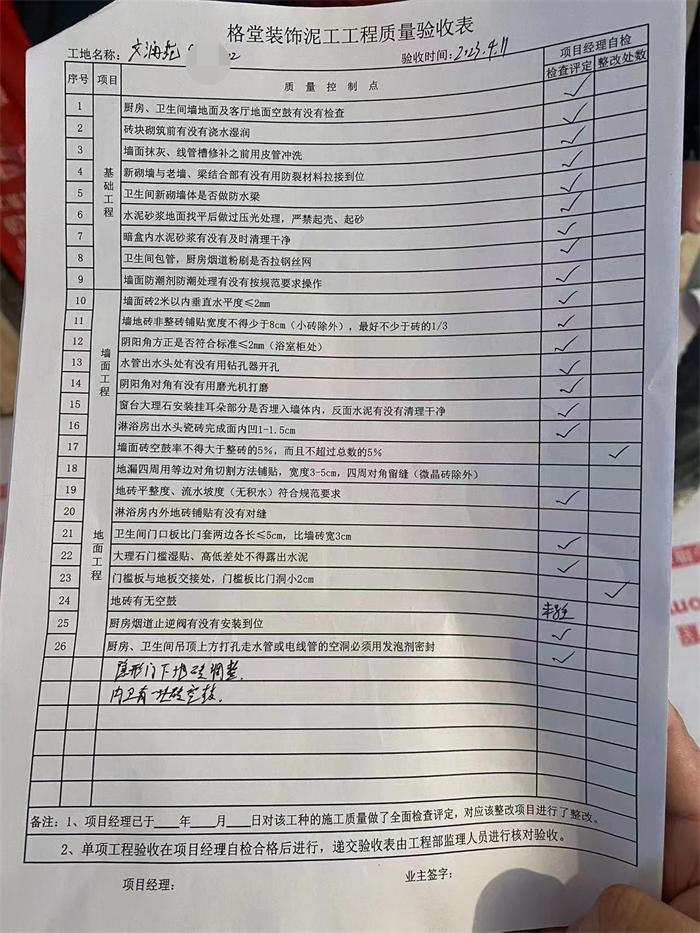 格堂装饰泥工工程质量验收表
工地名称: 验收时间: 2023.4.11
序号 项目 质 量 控 制 点 项目经理自检
检查评定 整改处数
基础工程
1 厨房、卫生间墙地面及客厅地面空鼓有没有检查 ✓
2 砖块砌筑前有没有浇水湿润 ✓
3 墙面抹灰、线管槽修补之前用皮管冲洗 ✓
4 新砌墙与老墙、梁结合部有没有用防裂材料拉接到位 ✓
5 卫生间新砌墙体是否做防水梁 ✓
6 水泥砂浆地面找平后做过压光处理，严禁起壳、起砂 ✓
7 暗盒内水泥砂浆有没有及时清理干净 ✓
8 卫生间包管，厨房烟道粉刷是否拉钢丝网 ✓
9 墙面防潮剂防潮处理有没有按规范要求操作 ✓
墙面工程
10 墙面砖2米以内垂直水平度≤2mm ✓
11 墙地砖非整砖铺贴宽度不得少于8cm（小砖除外），最好不少于砖的1/3 ✓
12 阴阳角方正是否符合标准≤2mm（浴室柜处） ✓
13 水管出水头处有没有用钻孔器开孔 ✓
14 阴阳角对角有没有用磨光机打磨 ✓
15 窗台大理石安装挂耳朵部分是否埋入墙体内，反面水泥有没有清理干净 ✓
16 淋浴房出水头瓷砖完成面内凹1-1.5cm ✓
17 墙面砖空鼓率不得大于整砖的5%，而且不超过总数的5% ✓
地面工程
18 地漏四周用等边对角切割方法铺贴，宽度3-5cm，四周对角留缝（微晶砖除外）
19 地砖平整度、流水坡度（无积水）符合规范要求 ✓
20 淋浴房内外地砖铺贴有没有对缝
21 卫生间门口板比门套两边各长≤5cm，比墙砖宽3cm ✓
22 大理石门槛湿贴、高低差处不得露出水泥 ✓
23 门槛板与地板交接处，门槛板比门洞小2cm ✓
24 地砖有无空鼓
25 厨房烟道止逆阀有没有安装到位 ✓
26 厨房、卫生间吊顶上方打孔走水管或电线管的空洞必须用发泡剂密封 ✓
隐形门下地砖调整.
内卫有一块砖空鼓.
备注：1、项目经理已于____年____月____日对该工种的施工质量做了全面检查评定，对应该整改项目进行了整改。
2、单项工程验收在项目经理自检合格后进行，递交验收表由工程部监理人员进行核对验收。
项目经理: 业主签字: